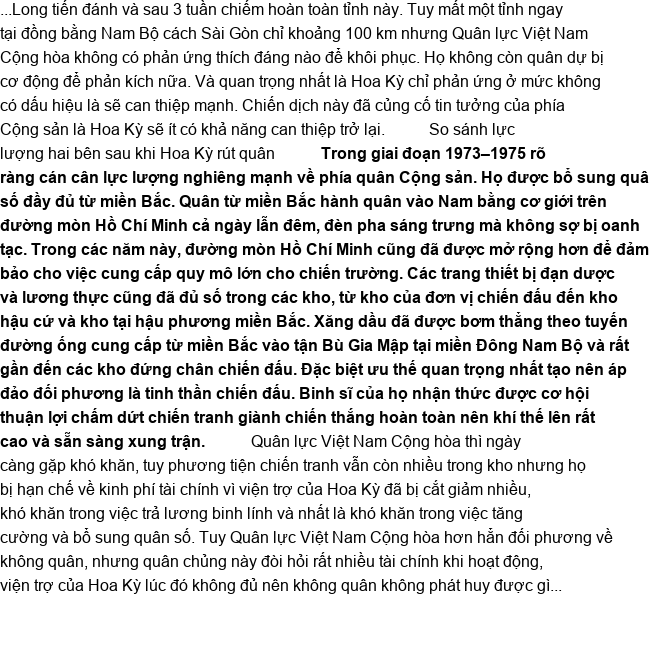 ...Long tiến đánh và sau 3 tuần chiếm hoàn toàn tỉnh này. Tuy mất một tỉnh ngay
tại đồng bằng Nam Bộ cách Sài Gòn chỉ khoảng 100 km nhưng Quân lực Việt Nam
Cộng hòa không có phản ứng thích đáng nào để khôi phục. Họ không còn quân dự bị
cơ động để phản kích nữa. Và quan trọng nhất là Hoa Kỳ chỉ phản ứng ở mức không
có dấu hiệu là sẽ can thiệp mạnh. Chiến dịch này đã củng cố tin tưởng của phía
Cộng sản là Hoa Kỳ sẽ ít có khả năng can thiệp trở lại. So sánh lực
lượng hai bên sau khi Hoa Kỳ rút quân Trong giai đoạn 1973–1975 rõ
ràng cán cân lực lượng nghiêng mạnh về phía quân Cộng sản. Họ được bổ sung quâ
số đầy đủ từ miền Bắc. Quân từ miền Bắc hành quân vào Nam bằng cơ giới trên
đường mòn Hồ Chí Minh cả ngày lẫn đêm, đèn pha sáng trưng mà không sợ bị oanh
tạc. Trong các năm này, đường mòn Hồ Chí Minh cũng đã được mở rộng hơn để đảm
bảo cho việc cung cấp quy mô lớn cho chiến trường. Các trang thiết bị đạn dược
và lương thực cũng đã đủ số trong các kho, từ kho của đơn vị chiến đấu đến kho
hậu cứ và kho tại hậu phương miền Bắc. Xăng dầu đã được bơm thẳng theo tuyến
đường ống cung cấp từ miền Bắc vào tận Bù Gia Mập tại miền Đông Nam Bộ và rất
gần đến các kho đứng chân chiến đấu. Đặc biệt ưu thế quan trọng nhất tạo nên áp
đảo đối phương là tinh thần chiến đấu. Binh sĩ của họ nhận thức được cơ hội
thuận lợi chấm dứt chiến tranh giành chiến thắng hoàn toàn nên khí thế lên rất
cao và sẵn sàng xung trận. Quân lực Việt Nam Cộng hòa thì ngày
càng gặp khó khăn, tuy phương tiện chiến tranh vẫn còn nhiều trong kho nhưng họ
bị hạn chế về kinh phí tài chính vì viện trợ của Hoa Kỳ đã bị cắt giảm nhiều,
khó khăn trong việc trả lương binh lính và nhất là khó khăn trong việc tăng
cường và bổ sung quân số. Tuy Quân lực Việt Nam Cộng hòa hơn hẳn đối phương về
không quân, nhưng quân chủng này đòi hỏi rất nhiều tài chính khi hoạt động,
viện trợ của Hoa Kỳ lúc đó không đủ nên không quân không phát huy được gì...